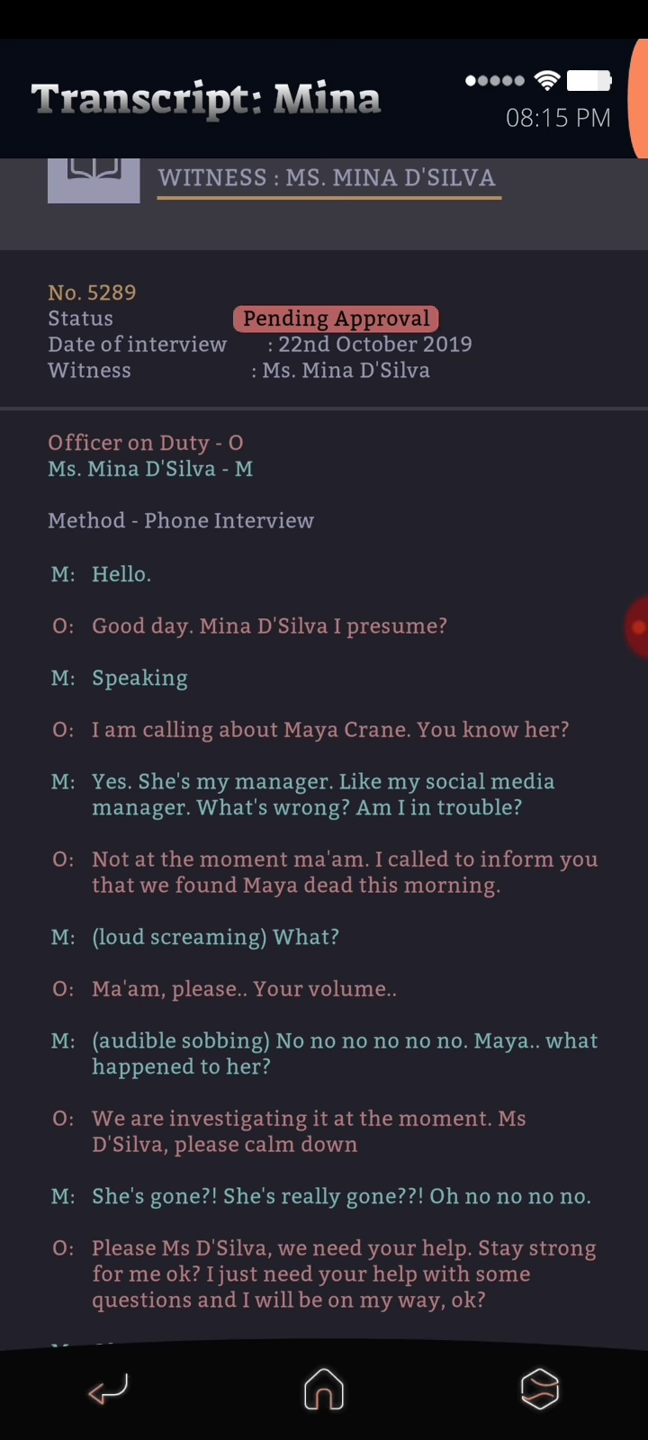 Transcript: Mina
08:15 PM
WITNESS : MS. MINA D'SILVA
No. 5289
Status Pending Approval
Date of interview : 22nd October 2019
Witness : Ms. Mina D'Silva
Officer on Duty - O
Ms. Mina D'Silva - M
Method - Phone Interview
M: Hello.
O: Good day. Mina D'Silva I presume?
M: Speaking
O: I am calling about Maya Crane. You know her?
M: Yes. She's my manager. Like my social media
manager. What's wrong? Am I in trouble?
O: Not at the moment ma'am. I called to inform you
that we found Maya dead this morning.
M: (loud screaming) What?
O: Ma'am, please.. Your volume..
M: (audible sobbing) No no no no no no. Maya.. what
happened to her?
O: We are investigating it at the moment. Ms
D'Silva, please calm down
M: She's gone?! She's really gone??! Oh no no no no.
O: Please Ms D'Silva, we need your help. Stay strong
for me ok? I just need your help with some
questions and I will be on my way, ok?